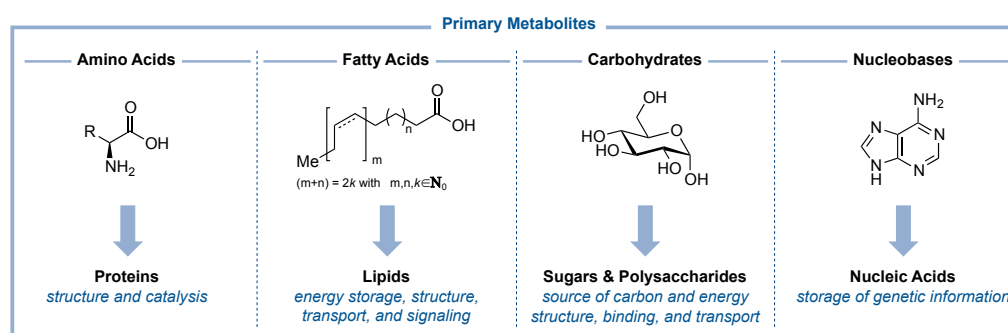 Primary Metabolites
Amino Acids
Fatty Acids
Carbohydrates
Nucleobases
O
R
OH
NH2
O
OH
n
Me
m
(m+n) = 2k with m,n,k∈N0
OH
HO
O
HO
HO
OH
NH2
N
N
N
H
N
Proteins
structure and catalysis
Lipids
energy storage, structure,
transport, and signaling
Sugars & Polysaccharides
source of carbon and energy
structure, binding, and transport
Nucleic Acids
storage of genetic information